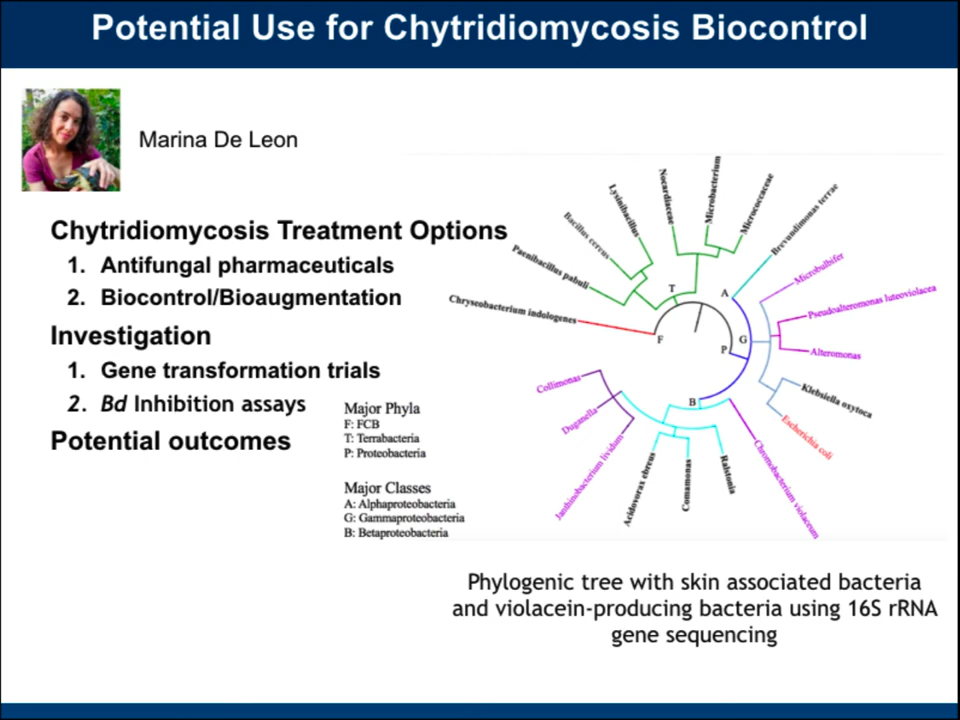 Potential Use for Chytridiomycosis Biocontrol
Marina De Leon
Chytridiomycosis Treatment Options
1. Antifungal pharmaceuticals
2. Biocontrol/Bioaugmentation
Investigation
1. Gene transformation trials
2. Bd Inhibition assays
Potential outcomes
Major Phyla
F: FCB
T: Terrabacteria
P: Proteobacteria
Major Classes
A: Alphaproteobacteria
G: Gammaproteobacteria
B: Betaproteobacteria
Chryseobacterium indologenes
Paenibacillus pabuli
Bacillus cereus
Lysinibacillus
Nocardiaceae
Microbacterium
Micrococcaceae
Brevundimonas terrae
Microbulbifer
Pseudoalteromonas luteoviolacea
Alteromonas
Klebsiella oxytoca
Escherichia coli
Chromobacterium violaceum
Ralstonia
Comamonas
Acidovorax ebreus
Janthinobacterium lividum
Duganella
Collimonas
F
T
A
G
P
B
Phylogenic tree with skin associated bacteria
and violacein-producing bacteria using 16S rRNA
gene sequencing